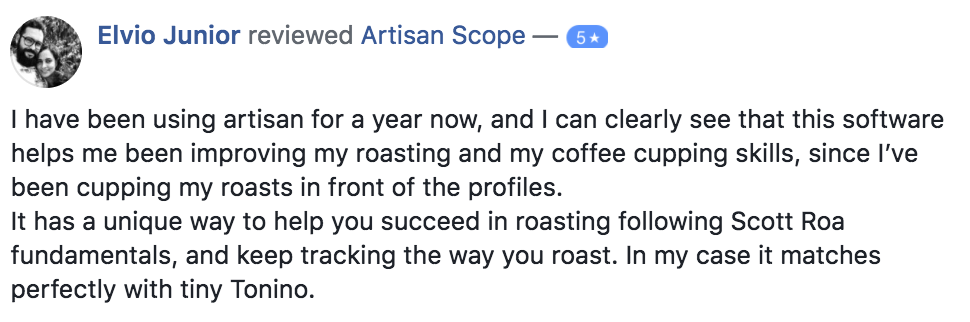 Elvio Junior reviewed Artisan Scope — 5★
I have been using artisan for a year now, and I can clearly see that this software
helps me been improving my roasting and my coffee cupping skills, since I’ve
been cupping my roasts in front of the profiles.
It has a unique way to help you succeed in roasting following Scott Roa
fundamentals, and keep tracking the way you roast. In my case it matches
perfectly with tiny Tonino.